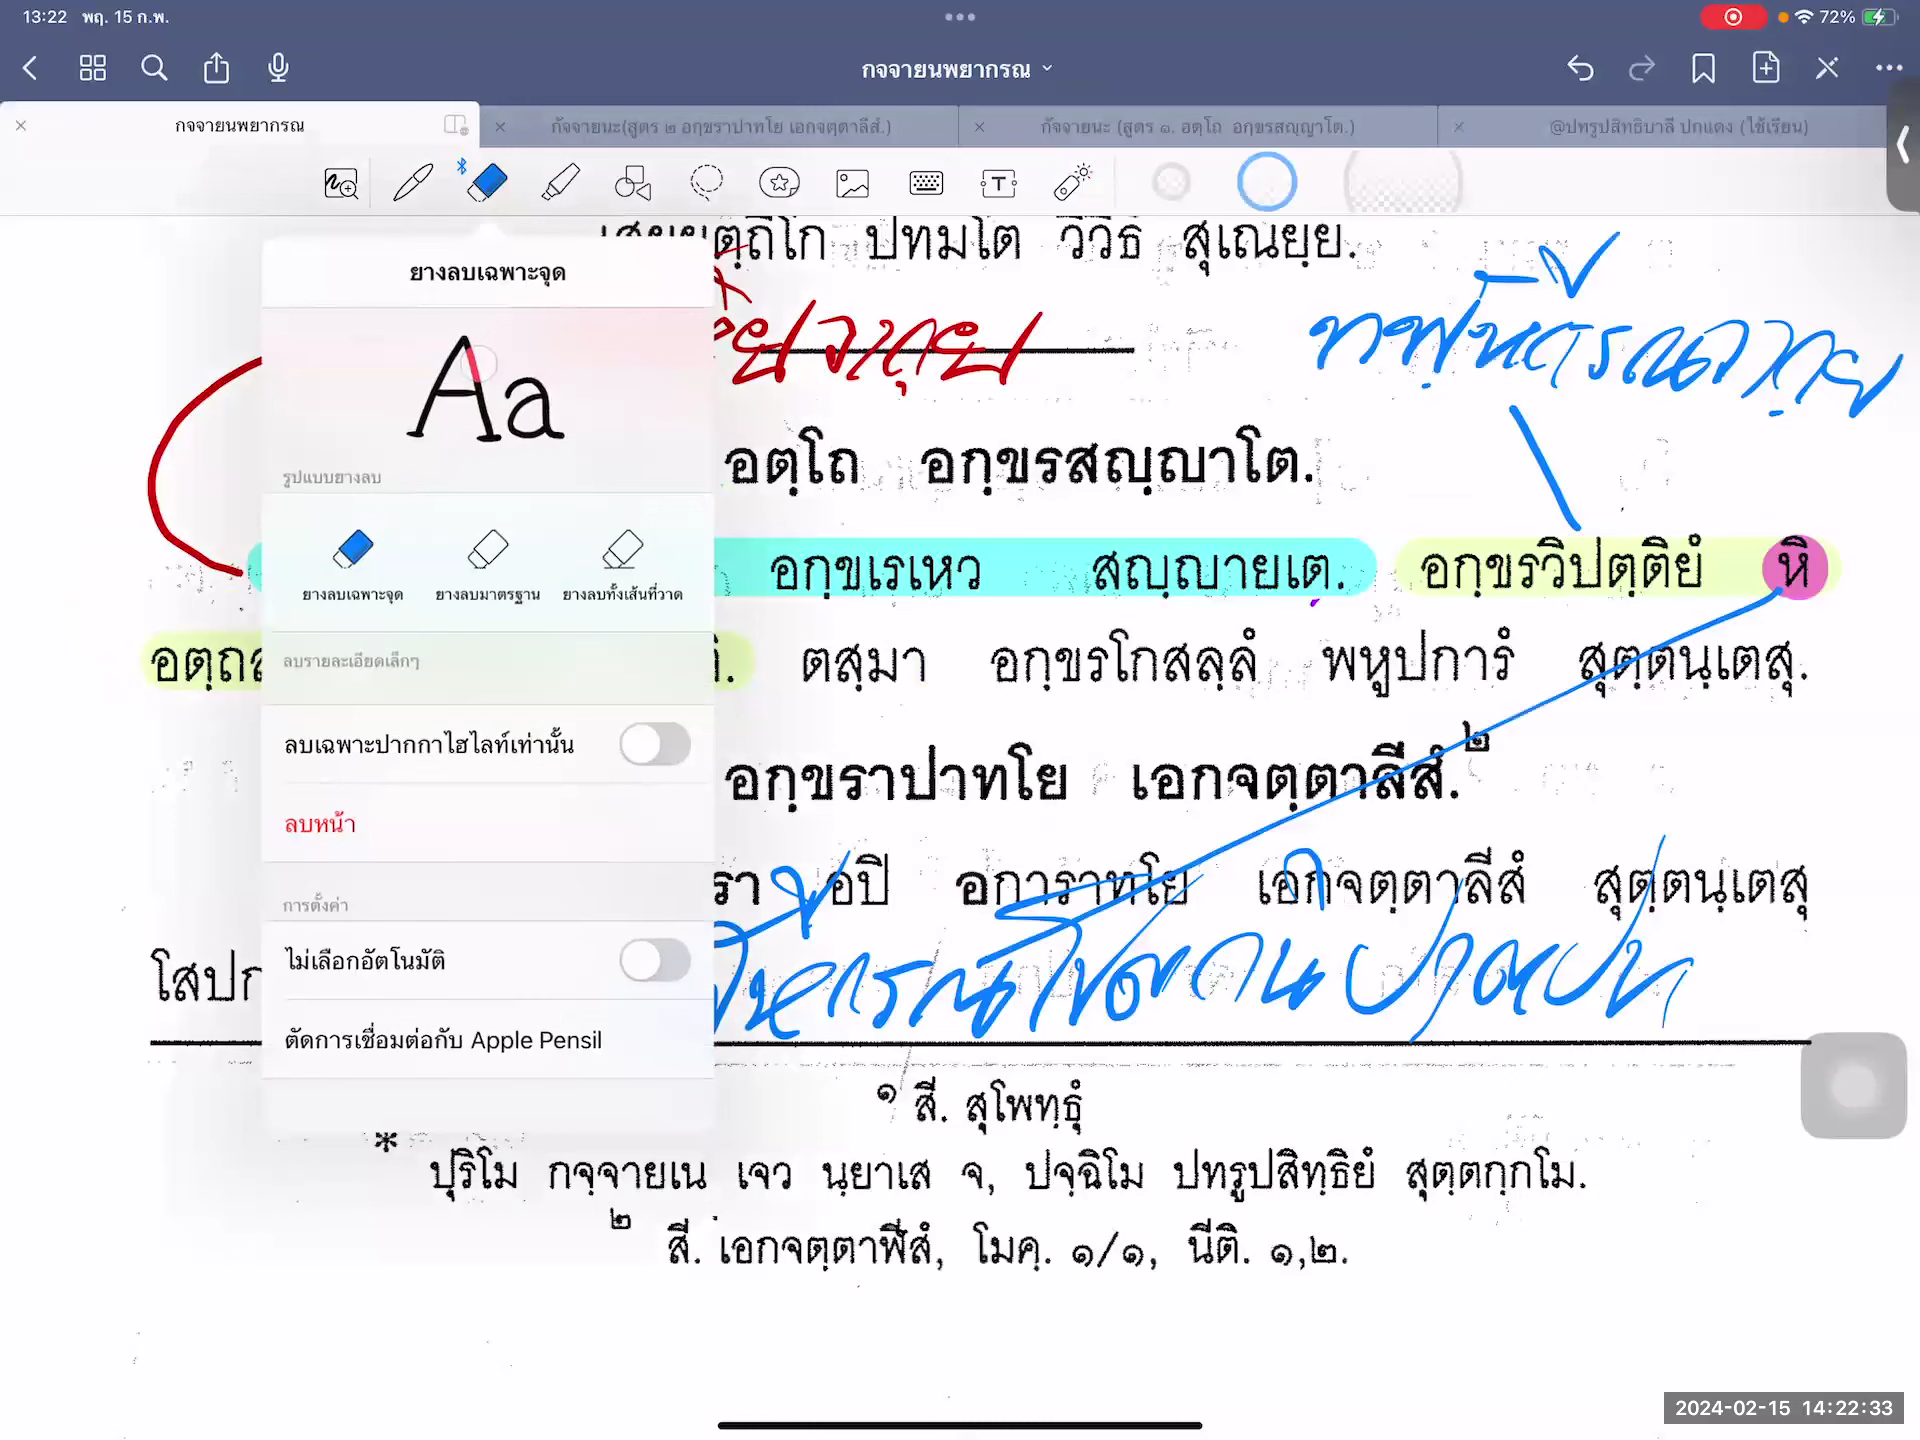 13:22 พฤ. 15 ก.พ.
72%
กจจายนพยากรณ
กจจายนพยากรณ
กัจจายนะ(สูตร ๒ อกฺขราปาทโย เอกจตฺตาลีสํ.)
กัจจายนะ (สูตร ๑. อตฺโถ อกฺขรสญฺญาโต.)
@ปทรูปสิทธิบาลี ปกแดง (ใช้เรียน)
ปทมโต วิวิธํ สุเณยฺย.
ยางลบเฉพาะจุด
Aa
รูปแบบยางลบ
ยางลบเฉพาะจุด ยางลบมาตรฐาน ยางลบทั้งเส้นที่วาด
ลบรายละเอียดเล็กๆ
ลบเฉพาะปากกาไฮไลท์เท่านั้น
ลบหน้า
การตั้งค่า
ไม่เลือกอัตโนมัติ
ตัดการเชื่อมต่อกับ Apple Pensil
อตฺโถ อกฺขรสญฺญาโต.
อกฺขเรเหว สญฺญายเต. อกฺขรวิปตฺติยํ หิ
ตสฺมา อกฺขรโกสลฺลํ พหูปการํ สุตฺตนฺเตสุ.
อกฺขราปาทโย เอกจตฺตาลีสํ.๒
อปิ อการาทโย เอกจตฺตาลีสํ สุตฺตนฺเตสุ
๑ สี. สุโพทฺธุํ
* ปุริโม กจฺจายเน เจว นฺยาเส จ, ปจฺฉิโม ปทรูปสิทฺธิยํ สุตฺตกฺกโม.
๒ สี. เอกจตฺตาฬีสํ, โมคฺ. ๑/๑, นีติ. ๑,๒.
2024-02-15 14:22:33